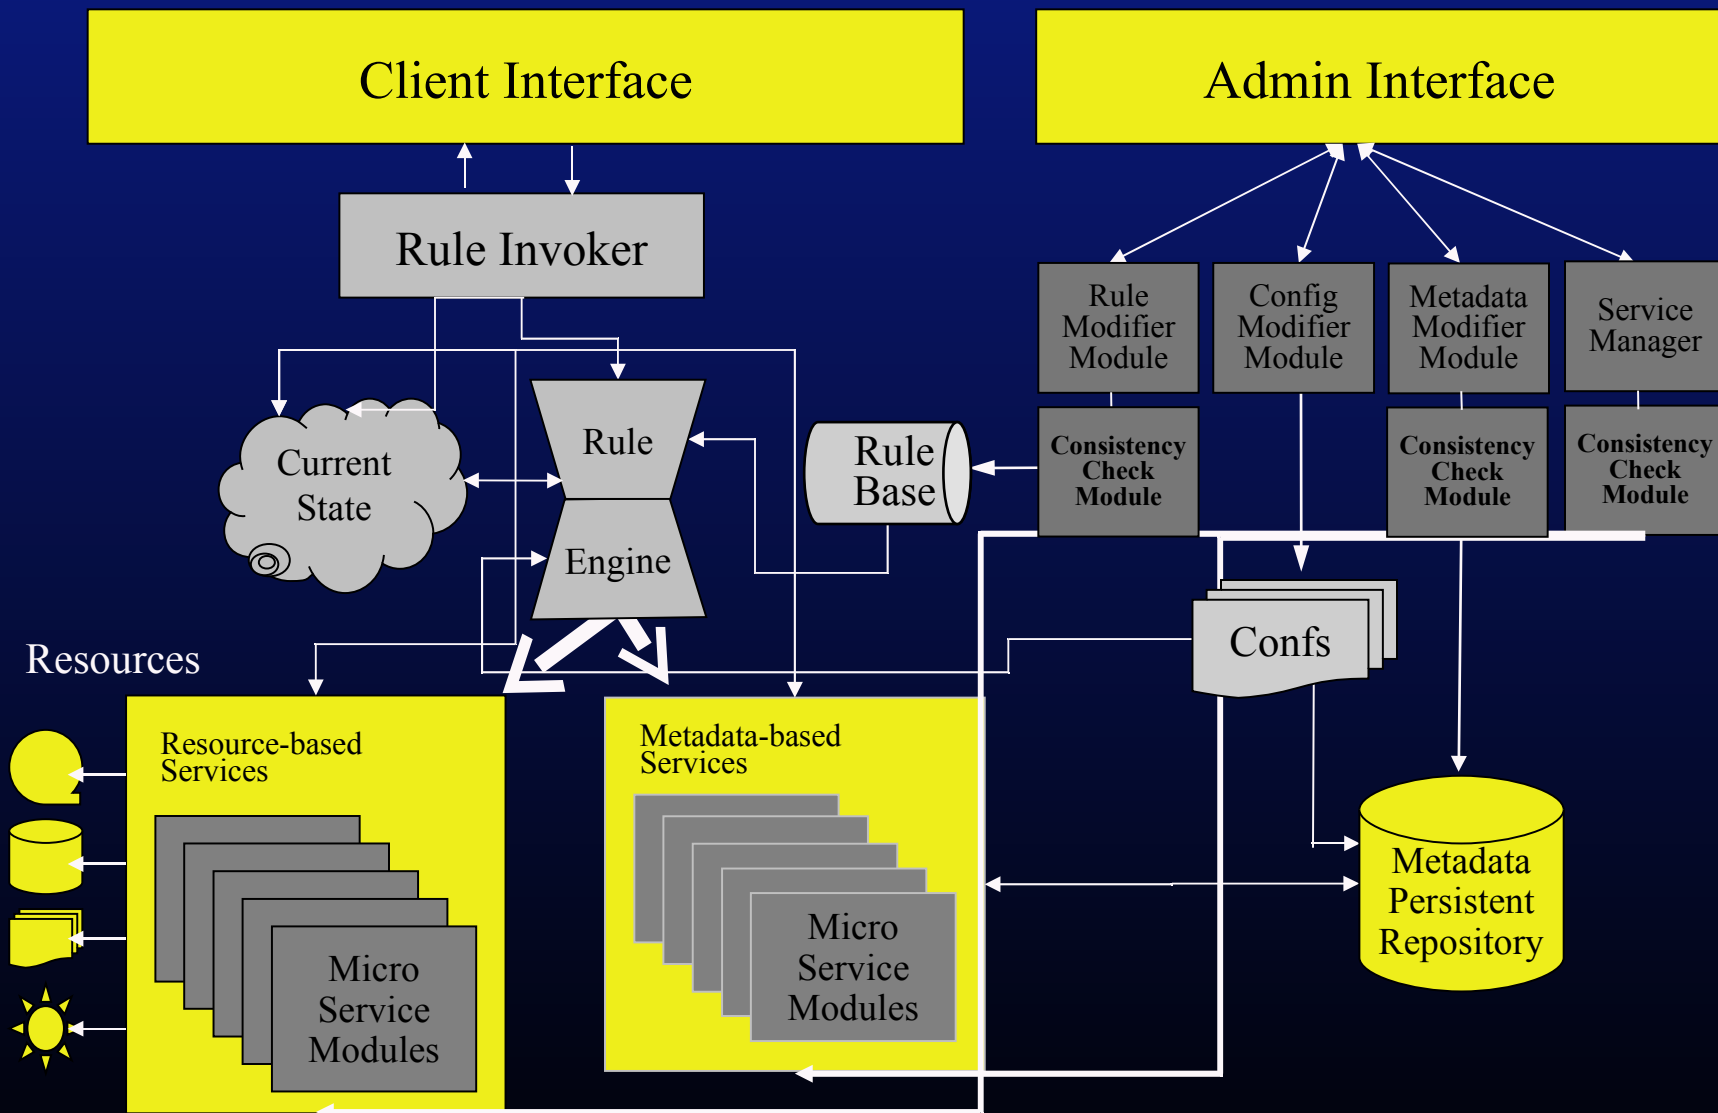 Client Interface
Admin Interface
Rule Invoker
Rule
Modifier
Module
Config
Modifier
Module
Metadata
Modifier
Module
Service
Manager
Consistency
Check
Module
Consistency
Check
Module
Consistency
Check
Module
Current
State
Rule
Engine
Rule
Base
Confs
Resources
Resource-based
Services
Micro
Service
Modules
Metadata-based
Services
Micro
Service
Modules
Metadata
Persistent
Repository